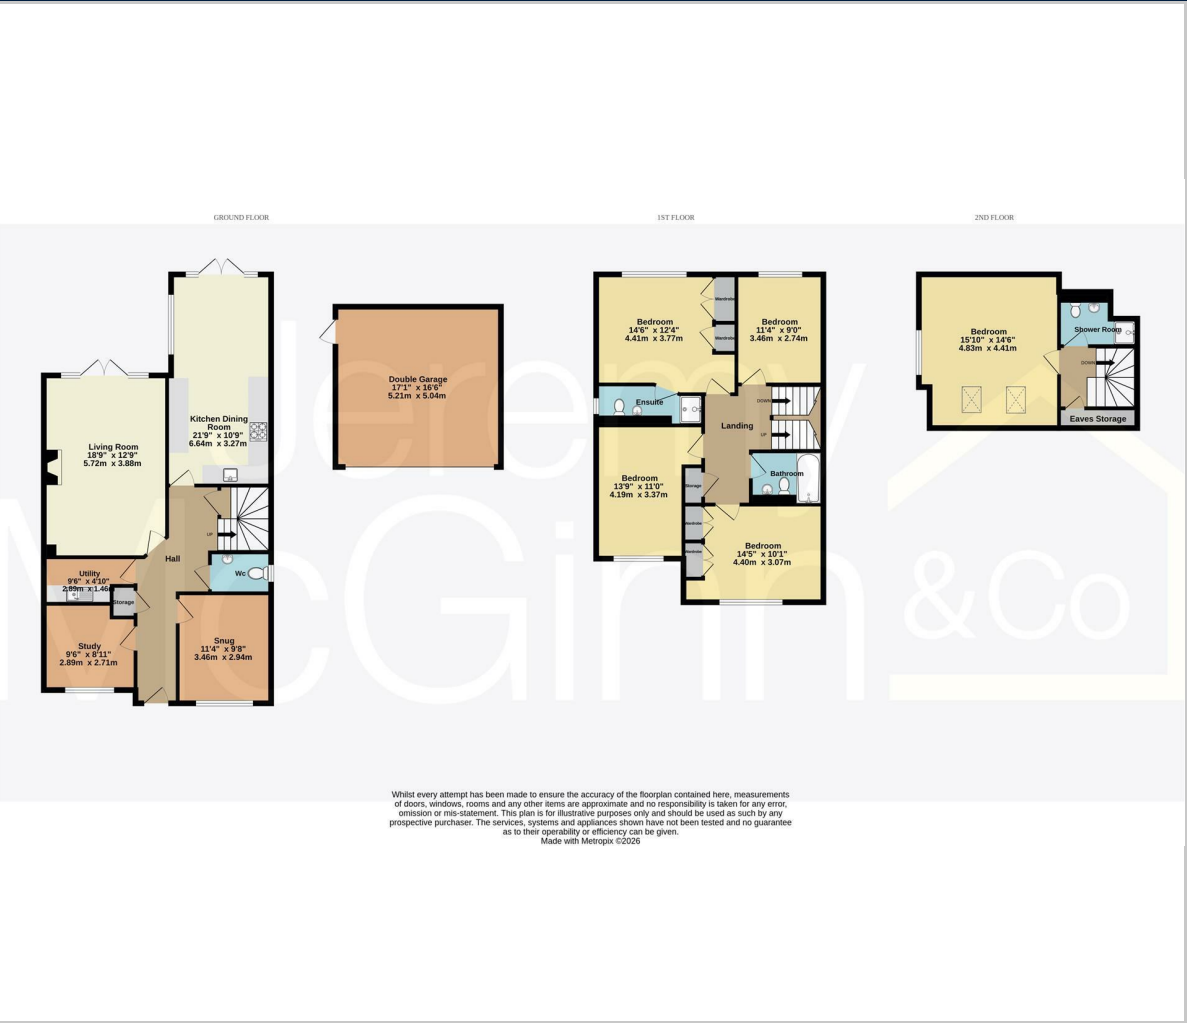 GROUND FLOOR
Kitchen Dining
Room
21'9" x 10'9"
6.64m x 3.27m
Living Room
18'9" x 12'9"
5.72m x 3.88m
UP
Hall
Utility
9'6" x 4'10"
2.89m x 1.46m
Wc
Storage
Study
9'6" x 8'11"
2.89m x 2.71m
Snug
11'4" x 9'8"
3.46m x 2.94m
Double Garage
17'1" x 16'6"
5.21m x 5.04m
1ST FLOOR
Bedroom
14'6" x 12'4"
4.41m x 3.77m
Wardrobe
Wardrobe
Bedroom
11'4" x 9'0"
3.46m x 2.74m
Ensuite
DOWN
Landing
UP
Bedroom
13'9" x 11'0"
4.19m x 3.37m
Storage
Bathroom
Wardrobe
Wardrobe
Bedroom
14'5" x 10'1"
4.40m x 3.07m
2ND FLOOR
Bedroom
15'10" x 14'6"
4.83m x 4.41m
Shower Room
DOWN
Eaves Storage
Jeremy
McGinn &Co
Whilst every attempt has been made to ensure the accuracy of the floorplan contained here, measurements
of doors, windows, rooms and any other items are approximate and no responsibility is taken for any error,
omission or mis-statement. This plan is for illustrative purposes only and should be used as such by any
prospective purchaser. The services, systems and appliances shown have not been tested and no guarantee
as to their operability or efficiency can be given.
Made with Metropix ©2026